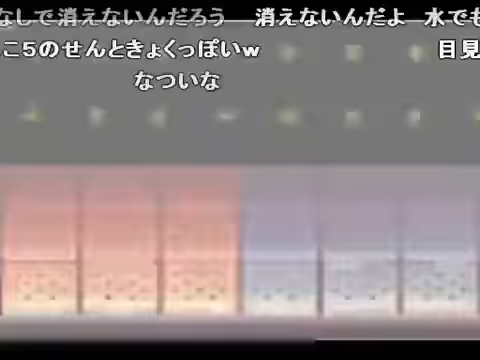 なしで消えないんだろう 消えないんだよ 水でも
こ5のせんときょくっぽいw 目見
なついな